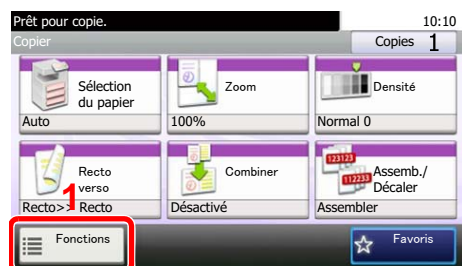 Prêt pour copie.
10:10
Copier
Copies 1
Sélection
du papier
Auto
Zoom
100%
Densité
Normal 0
Recto
verso
Recto>> Recto
Combiner
Désactivé
123123
112233
Assemb./
Décaler
Assembler
1
Fonctions
Favoris